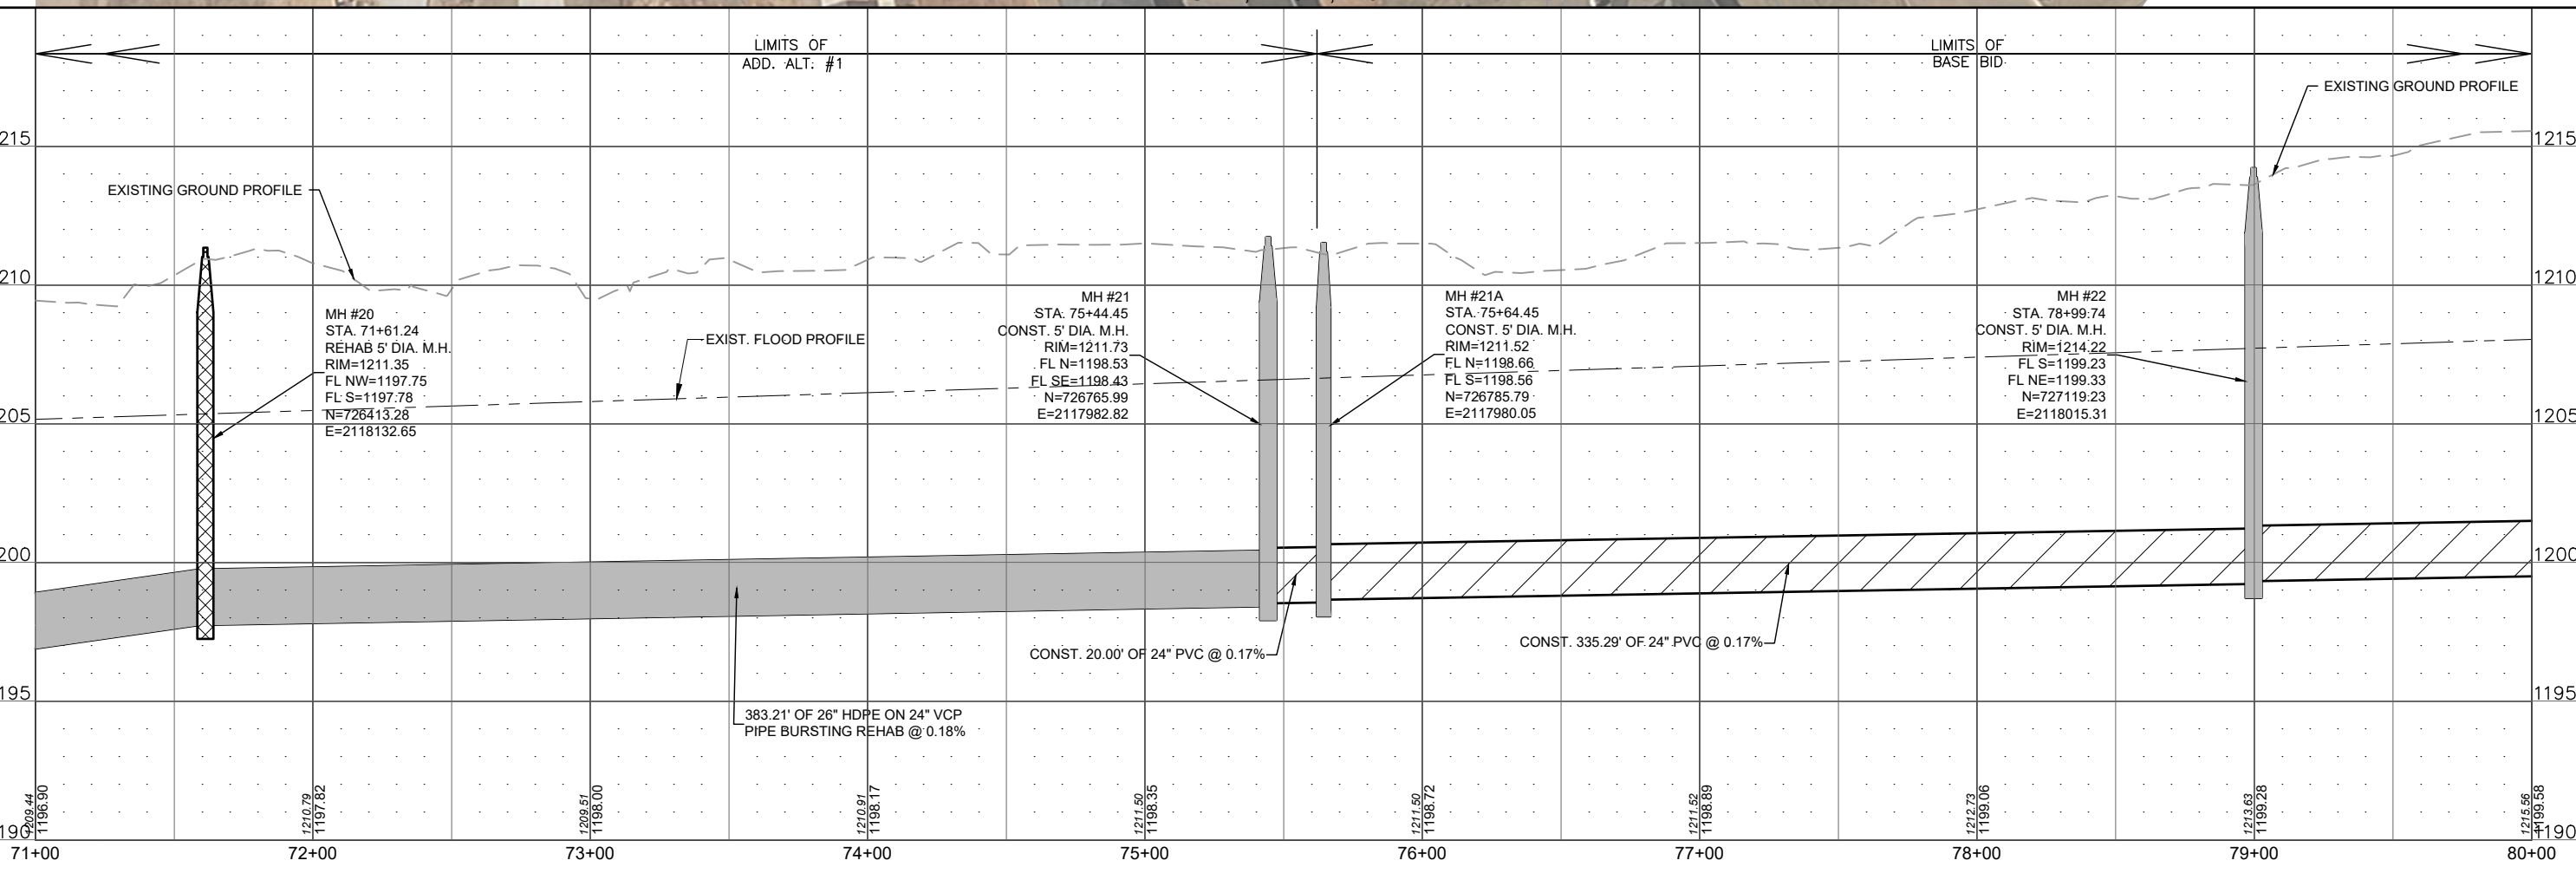 LIMITS OF
ADD. ALT. #1
LIMITS OF
BASE BID
EXISTING GROUND PROFILE
EXISTING GROUND PROFILE
215
1215
210
1210
205
1205
200
1200
195
1195
190
1190
MH #20
STA. 71+61.24
REHAB 5' DIA. M.H.
RIM=1211.35
FL NW=1197.75
FL S=1197.78
N=726413.28
E=2118132.65
EXIST. FLOOD PROFILE
MH #21
STA. 75+44.45
CONST. 5' DIA. M.H.
RIM=1211.73
FL N=1198.53
FL SE=1198.43
N=726765.99
E=2117982.82
MH #21A
STA. 75+64.45
CONST. 5' DIA. M.H.
RIM=1211.52
FL N=1198.66
FL S=1198.56
N=726785.79
E=2117980.05
MH #22
STA. 78+99.74
CONST. 5' DIA. M.H.
RIM=1214.22
FL S=1199.23
FL NE=1199.33
N=727119.23
E=2118015.31
CONST. 20.00' OF 24" PVC @ 0.17%
CONST. 335.29' OF 24" PVC @ 0.17%
383.21' OF 26" HDPE ON 24" VCP
PIPE BURSTING REHAB @ 0.18%
1209.44
1196.90
1210.79
1197.82
1209.51
1198.00
1210.91
1198.17
1211.50
1198.35
1211.50
1198.72
1211.52
1198.89
1212.73
1199.06
1213.63
1199.28
1215.56
1199.58
71+00
72+00
73+00
74+00
75+00
76+00
77+00
78+00
79+00
80+00